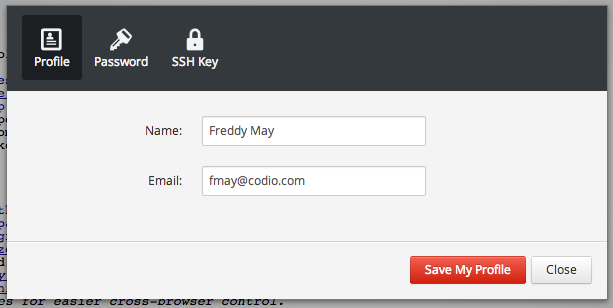 Profile
Password
SSH Key
Name: Freddy May
Email: fmay@codio.com
Save My Profile Close
es for easier cross-browser control.